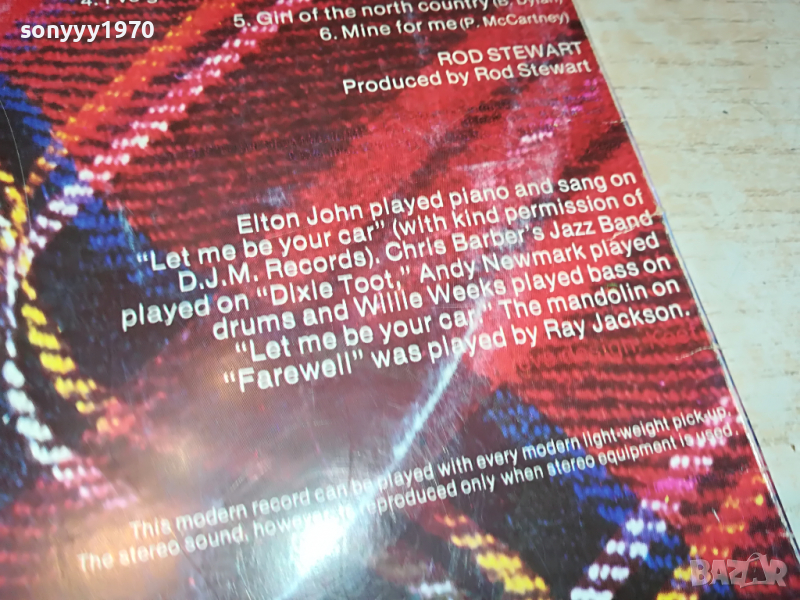 sonyyy1970
5. Girl of the north country (B. Dylan)
6. Mine for me (P. McCartney)
ROD STEWART
Produced by Rod Stewart
Elton John played piano and sang on
"Let me be your car" (with kind permission of
D.J.M. Records). Chris Barber's Jazz Band
played on "Dixie Toot," Andy Newmark played
drums and Willie Weeks played bass on
"Let me be your car." The mandolin on
"Farewell" was played by Ray Jackson.
This modern record can be played with every modern light-weight pick-up.
The stereo sound, however, is reproduced only when stereo equipment is used.
BAZAR